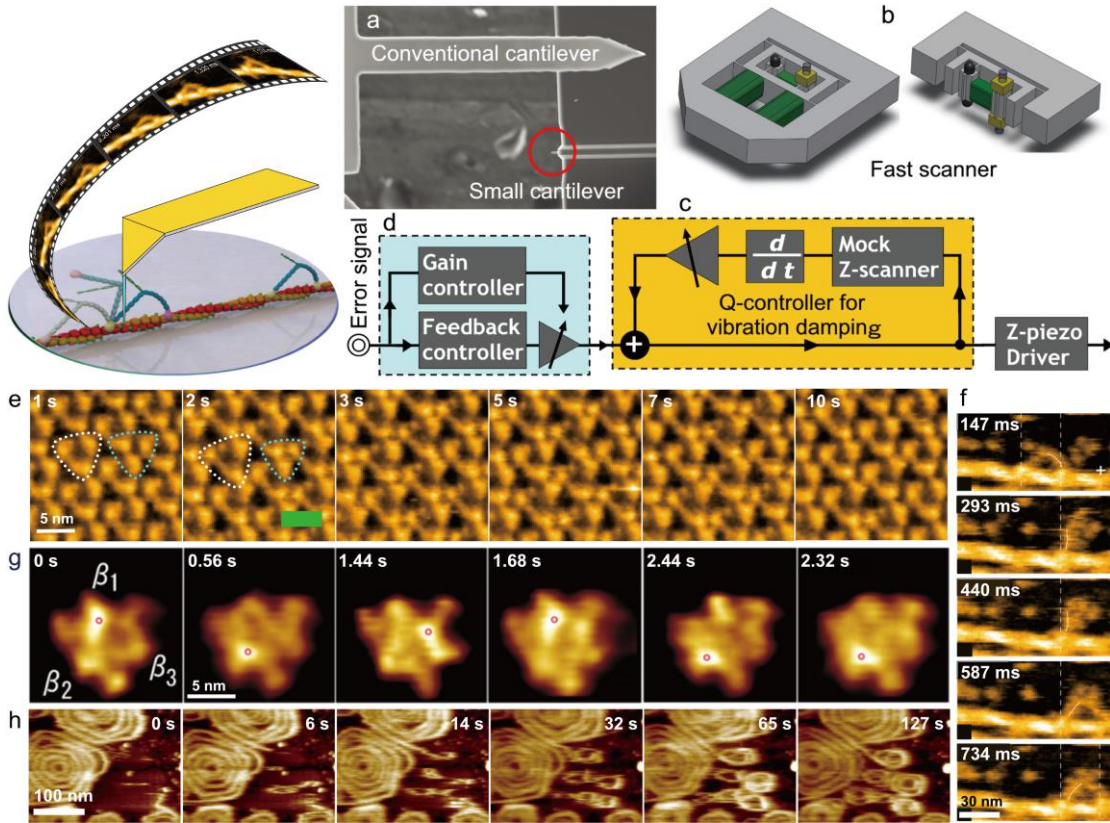 a
Conventional cantilever
Small cantilever
b
Fast scanner
Error signal
d
Gain
controller
Feedback
controller
c
d
dt
Mock
Z-scanner
Q-controller for
vibration damping
+
Z-piezo
Driver
e
1 s
2 s
3 s
5 s
7 s
10 s
5 nm
f
147 ms
293 ms
440 ms
587 ms
734 ms
30 nm
g
0 s
0.56 s
1.44 s
1.68 s
2.44 s
2.32 s
β1
β2
β3
5 nm
h
0 s
6 s
14 s
32 s
65 s
127 s
100 nm